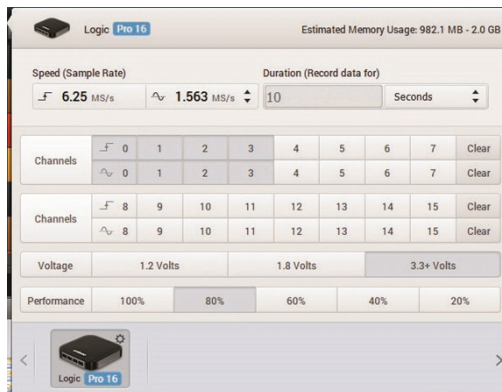 Logic Pro 16 Estimated Memory Usage: 982.1 MB - 2.0 GB
Speed (Sample Rate) Duration (Record data for)
6.25 MS/s 1.563 MS/s 10 Seconds
Channels
0 1 2 3 4 5 6 7 Clear
0 1 2 3 4 5 6 7 Clear
Channels
8 9 10 11 12 13 14 15 Clear
8 9 10 11 12 13 14 15 Clear
Voltage 1.2 Volts 1.8 Volts 3.3+ Volts
Performance 100% 80% 60% 40% 20%
Logic Pro 16